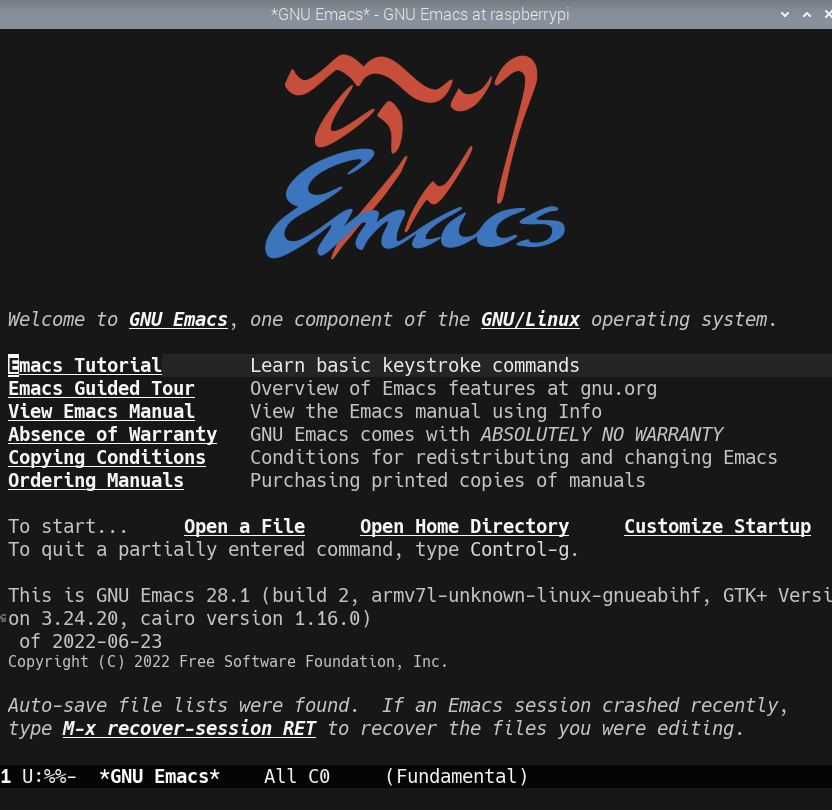 *GNU Emacs* - GNU Emacs at raspberrypi
Emacs
Welcome to GNU Emacs, one component of the GNU/Linux operating system.
Emacs Tutorial Learn basic keystroke commands
Emacs Guided Tour Overview of Emacs features at gnu.org
View Emacs Manual View the Emacs manual using Info
Absence of Warranty GNU Emacs comes with ABSOLUTELY NO WARRANTY
Copying Conditions Conditions for redistributing and changing Emacs
Ordering Manuals Purchasing printed copies of manuals
To start... Open a File Open Home Directory Customize Startup
To quit a partially entered command, type Control-g.
This is GNU Emacs 28.1 (build 2, armv7l-unknown-linux-gnueabihf, GTK+ Versi
on 3.24.20, cairo version 1.16.0)
of 2022-06-23
Copyright (C) 2022 Free Software Foundation, Inc.
Auto-save file lists were found. If an Emacs session crashed recently,
type M-x recover-session RET to recover the files you were editing.
1 U:%%- *GNU Emacs* All C0 (Fundamental)